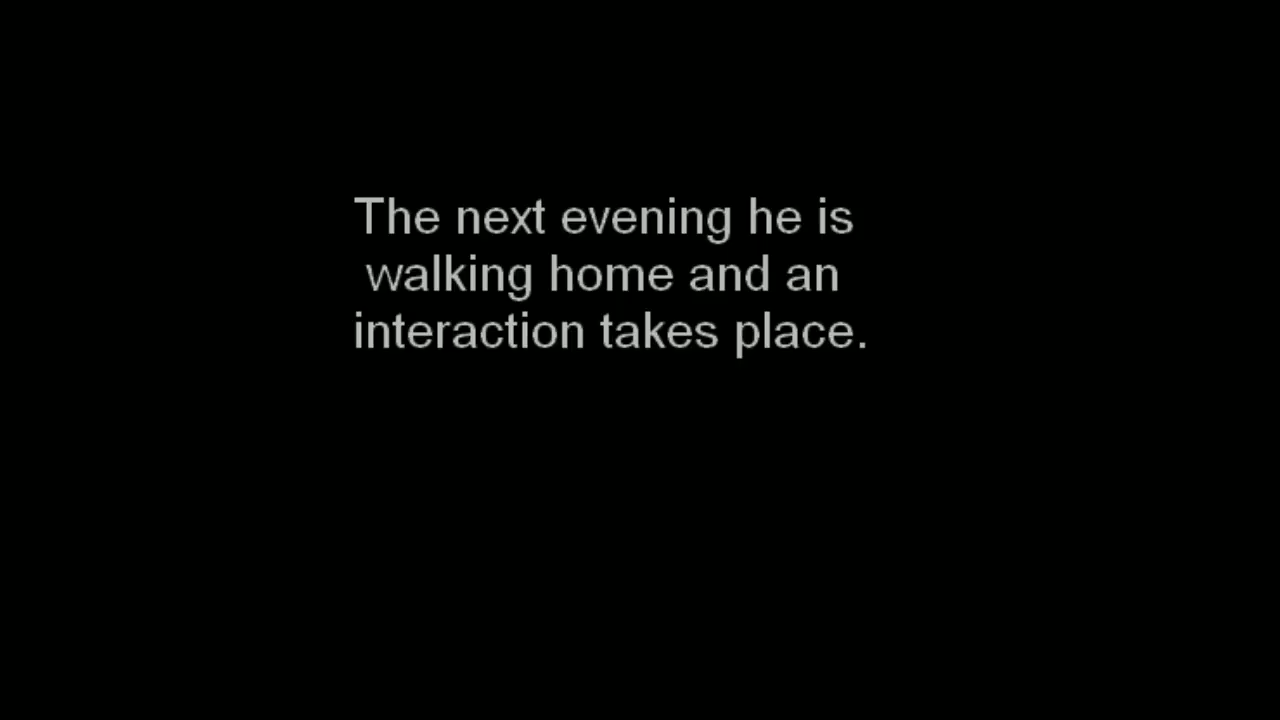 The next evening he is
walking home and an
interaction takes place.